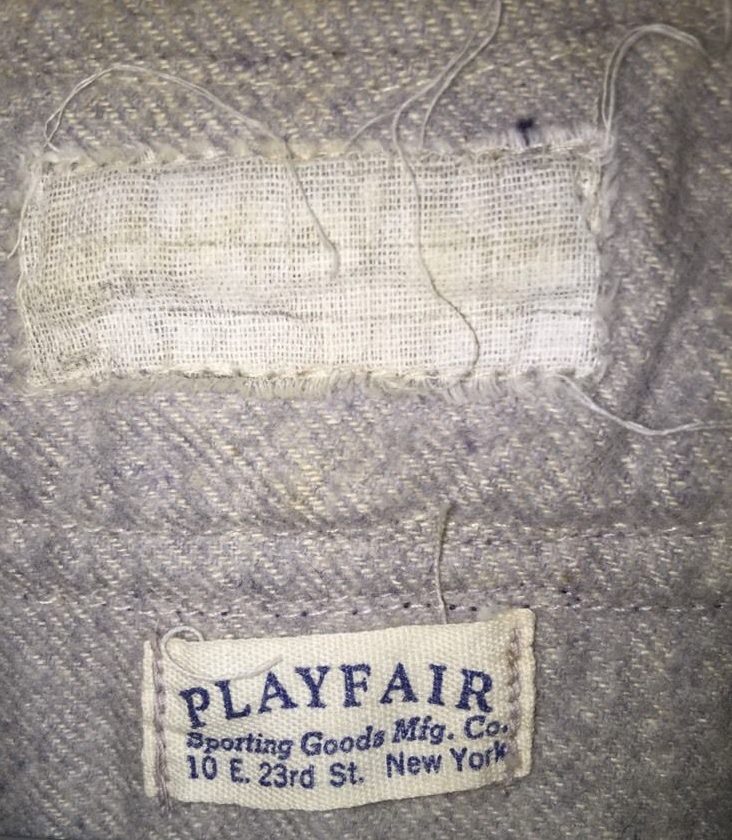 PLAYFAIR
Sporting Goods Mfg. Co.
10 E. 23rd St. New York